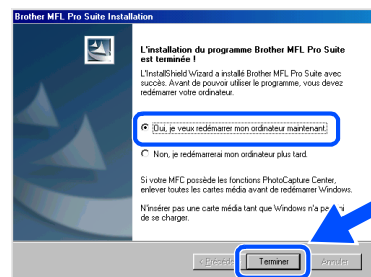 Brother MFL Pro Suite Installation
L'installation du programme Brother MFL Pro Suite
est terminée !
L'InstallShield Wizard a installé Brother MFL Pro Suite avec
succès. Avant de pouvoir utiliser le programme, vous devez
redémarrer votre ordinateur.
Oui, je veux redémarrer mon ordinateur maintenant.
Non, je redémarrerai mon ordinateur plus tard.
Si votre MFC possède les fonctions PhotoCapture Center,
enlever toutes les cartes média avant de redémarrer Windows.
N'insérer pas une carte média tant que Windows n'a
de se charger.
Terminer
Annuler